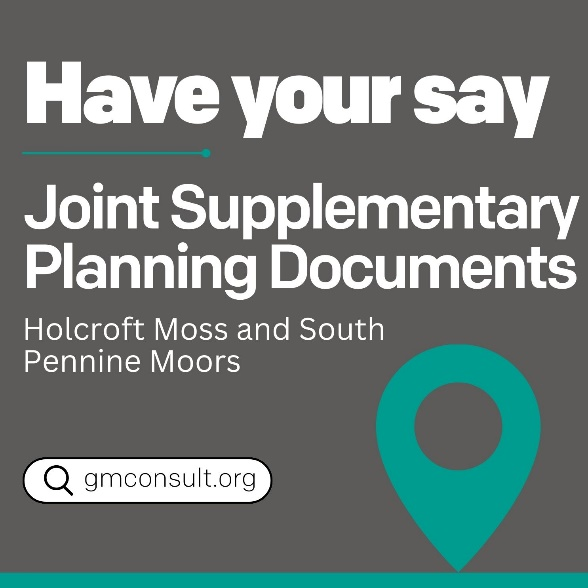 Have your say
Joint Supplementary
Planning Documents
Holcroft Moss and South
Pennine Moors
gmconsult.org